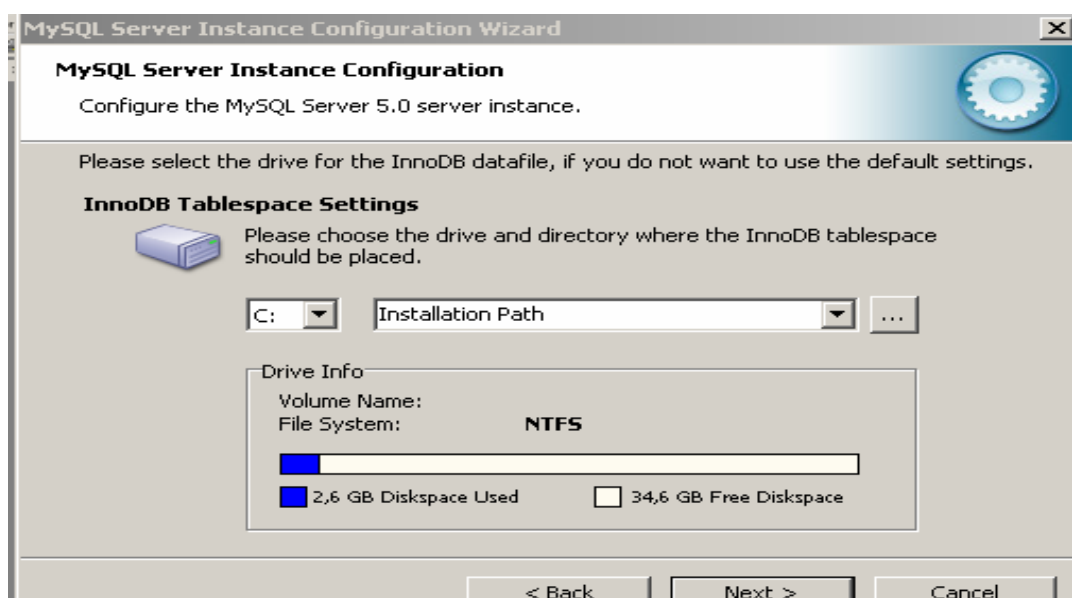 MySQL Server Instance Configuration Wizard
MySQL Server Instance Configuration
Configure the MySQL Server 5.0 server instance.
Please select the drive for the InnoDB datafile, if you do not want to use the default settings.
InnoDB Tablespace Settings
Please choose the drive and directory where the InnoDB tablespace
should be placed.
C: Installation Path ...
Drive Info
Volume Name:
File System: NTFS
2,6 GB Diskspace Used 34,6 GB Free Diskspace
< Back Next > Cancel